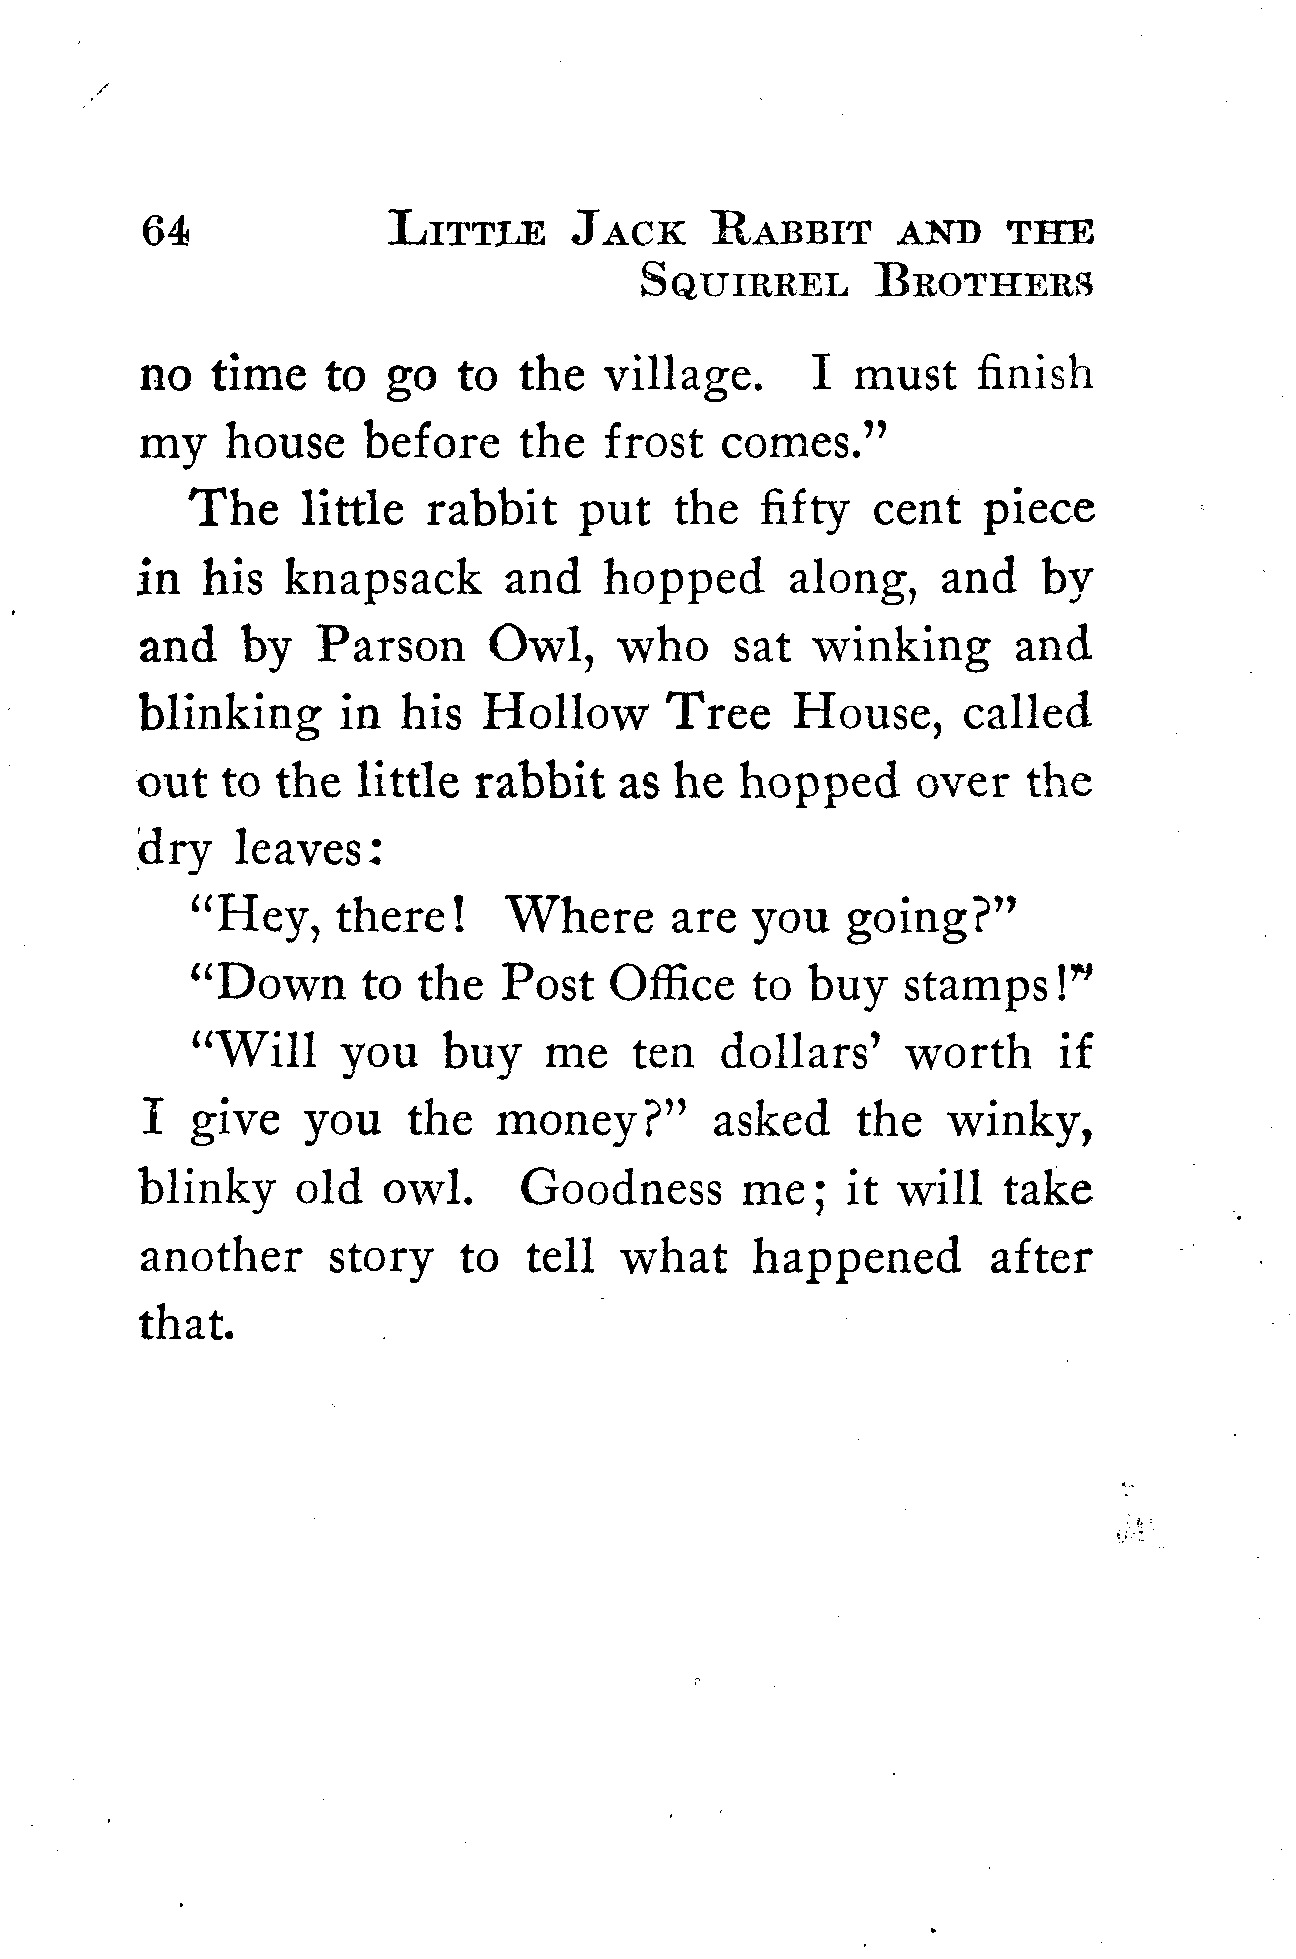 64 Little Jack Rabbit and the
Squirrel Brothers
no time to go to the village. I must finish
my house before the frost comes.”
The little rabbit put the fifty cent piece
in his knapsack and hopped along, and by
and by Parson Owl, who sat winking and
blinking in his Hollow Tree House, called
out to the little rabbit as he hopped over the
dry leaves:
“Hey, there! Where are you going?”
“Down to the Post Office to buy stamps!”
“Will you buy me ten dollars’ worth if
I give you the money?” asked the winky,
blinky old owl. Goodness me; it will take
another story to tell what happened after
that.